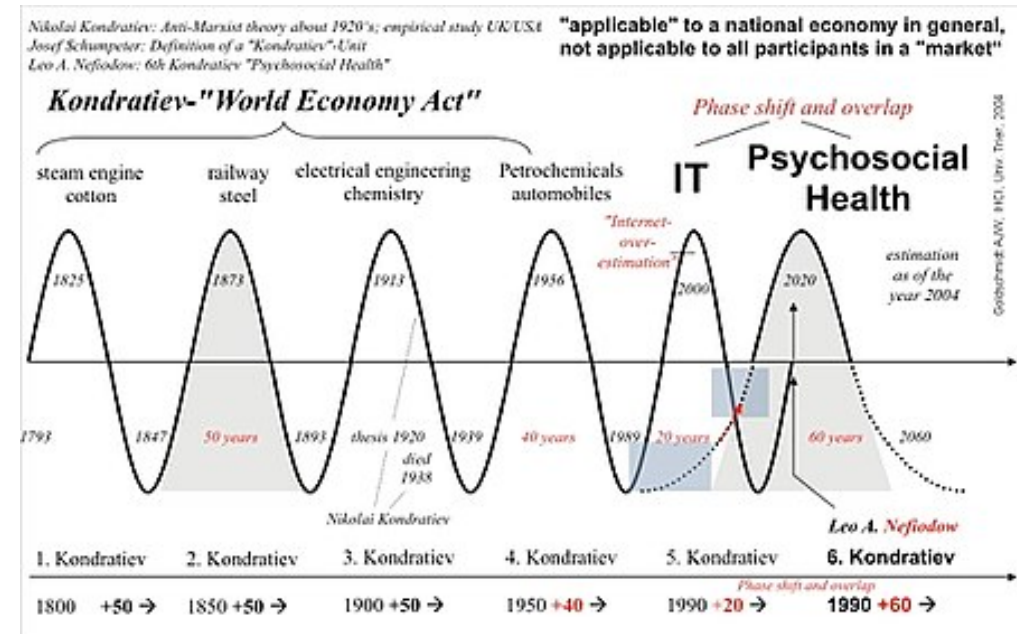 Nikolai Kondratiev: Anti-Marxist theory about 1920's; empirical study UK/USA
Josef Schumpeter: Definition of a "Kondratiev"-Unit
Leo A. Nefiodow: 6th Kondratiev "Psychosocial Health"
"applicable" to a national economy in general,
not applicable to all participants in a "market"
Kondratiev-"World Economy Act"
Phase shift and overlap
steam engine
cotton
railway
steel
electrical engineering
chemistry
Petrochemicals
automobiles
IT
Psychosocial
Health
"Internet-
over-
estimation"
estimation
as of the
year 2004
Goldschmidt AJW, IHCI, Univ. Trier, 2004
1825
1873
1913
1956
2000
2020
1793
1847
50 years
1893
thesis 1920
died
1938
1939
40 years
1989
20 years
60 years
2060
Nikolai Kondratiev
Leo A. Nefiodow
1. Kondratiev
2. Kondratiev
3. Kondratiev
4. Kondratiev
5. Kondratiev
6. Kondratiev
Phase shift and overlap
1800 +50 →
1850 +50 →
1900 +50 →
1950 +40 →
1990 +20 →
1990 +60 →